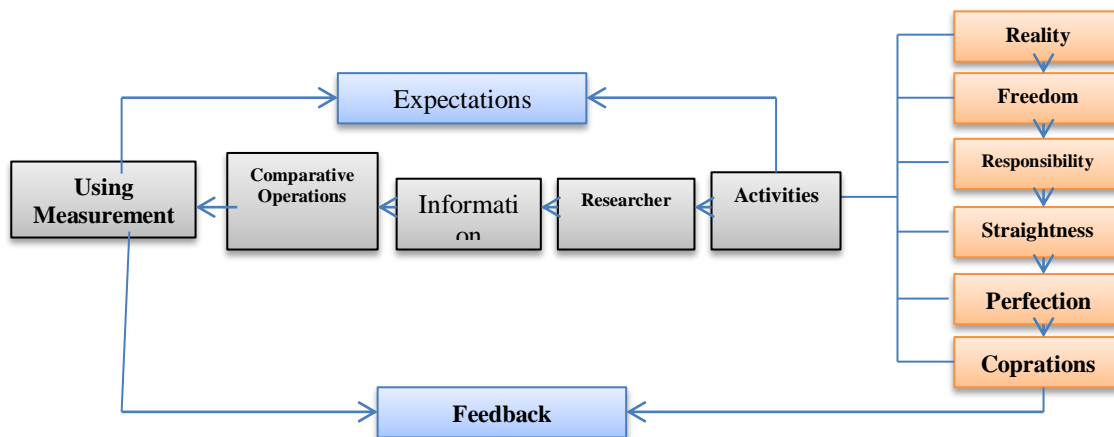 Reality
Expectations
Freedom
Using
Measurement
Comparative
Operations
Informati
on
Researcher
Activities
Responsibility
Straightness
Perfection
Coprations
Feedback